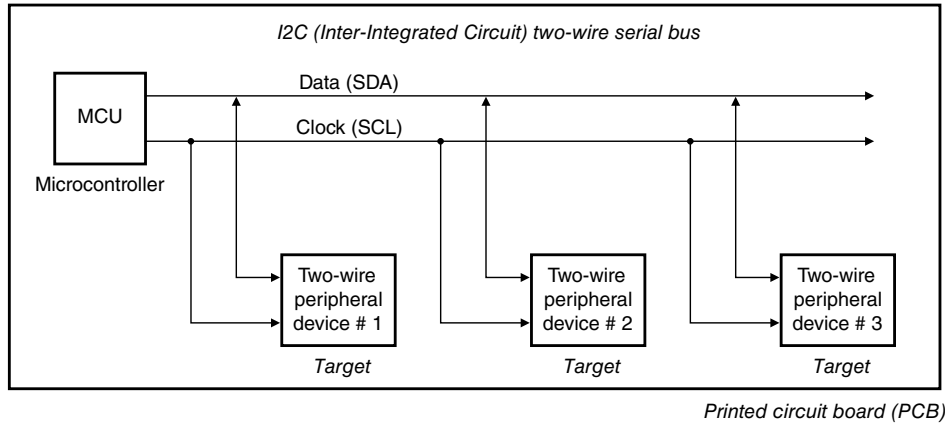 I2C (Inter-Integrated Circuit) two-wire serial bus
Data (SDA)
MCU
Clock (SCL)
Microcontroller
Two-wire
peripheral
device # 1
Target
Two-wire
peripheral
device # 2
Target
Two-wire
peripheral
device # 3
Target
Printed circuit board (PCB)